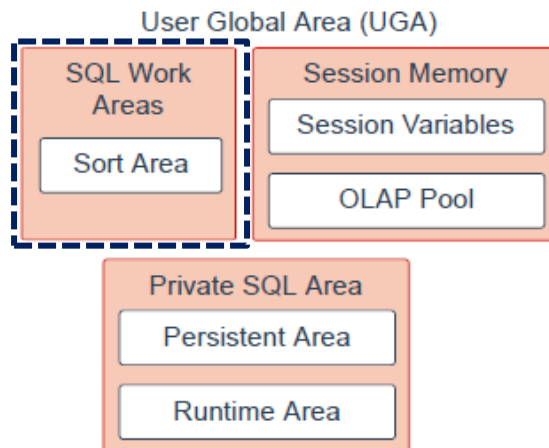 User Global Area (UGA)
SQL Work
Areas
Sort Area
Session Memory
Session Variables
OLAP Pool
Private SQL Area
Persistent Area
Runtime Area